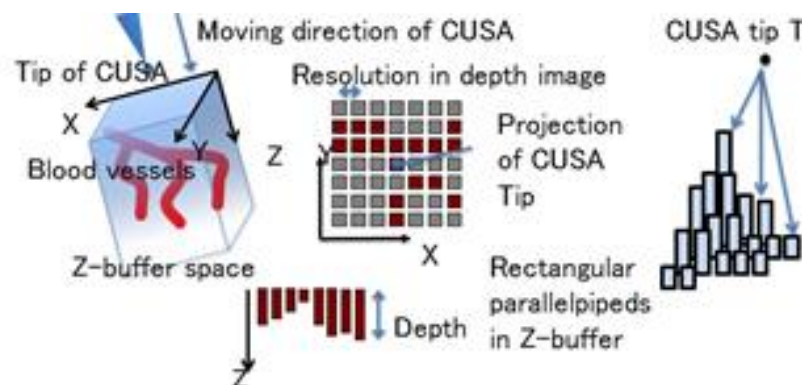 Moving direction of CUSA
CUSA tip T
Tip of CUSA
Resolution in depth image
X
Y
Z
Blood vessels
Y
Projection
of CUSA
Tip
X
Z-buffer space
Rectangular
parallelpipeds
in Z-buffer
Depth
Z